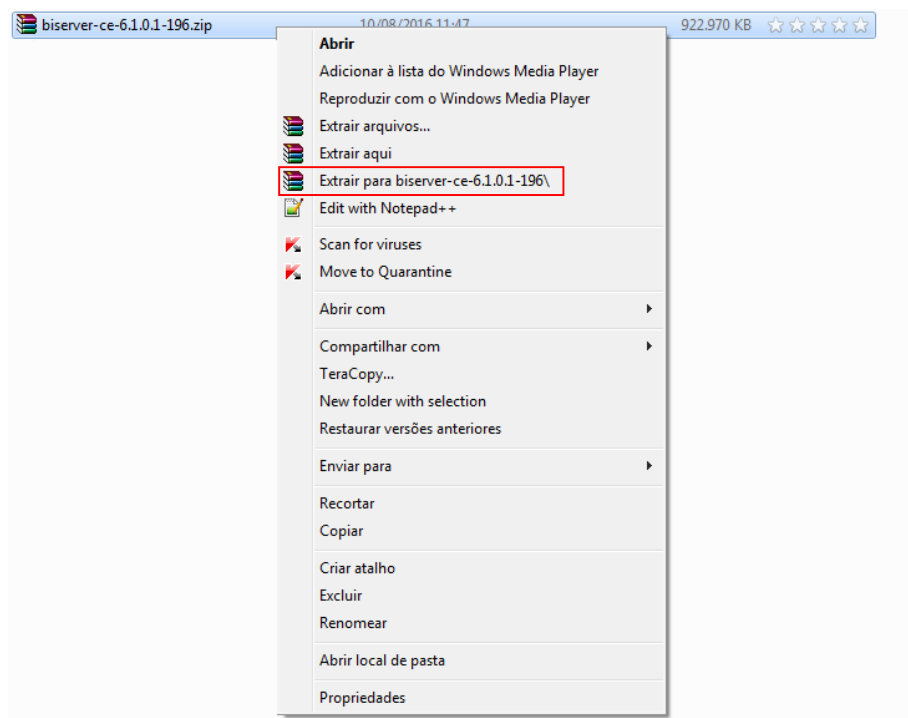 biserver-ce-6.1.0.1-196.zip 10/08/2016 11:47 922.970 KB
Abrir
Adicionar à lista do Windows Media Player
Reproduzir com o Windows Media Player
Extrair arquivos...
Extrair aqui
Extrair para biserver-ce-6.1.0.1-196\
Edit with Notepad++
Scan for viruses
Move to Quarantine
Abrir com
Compartilhar com
TeraCopy...
New folder with selection
Restaurar versões anteriores
Enviar para
Recortar
Copiar
Criar atalho
Excluir
Renomear
Abrir local de pasta
Propriedades